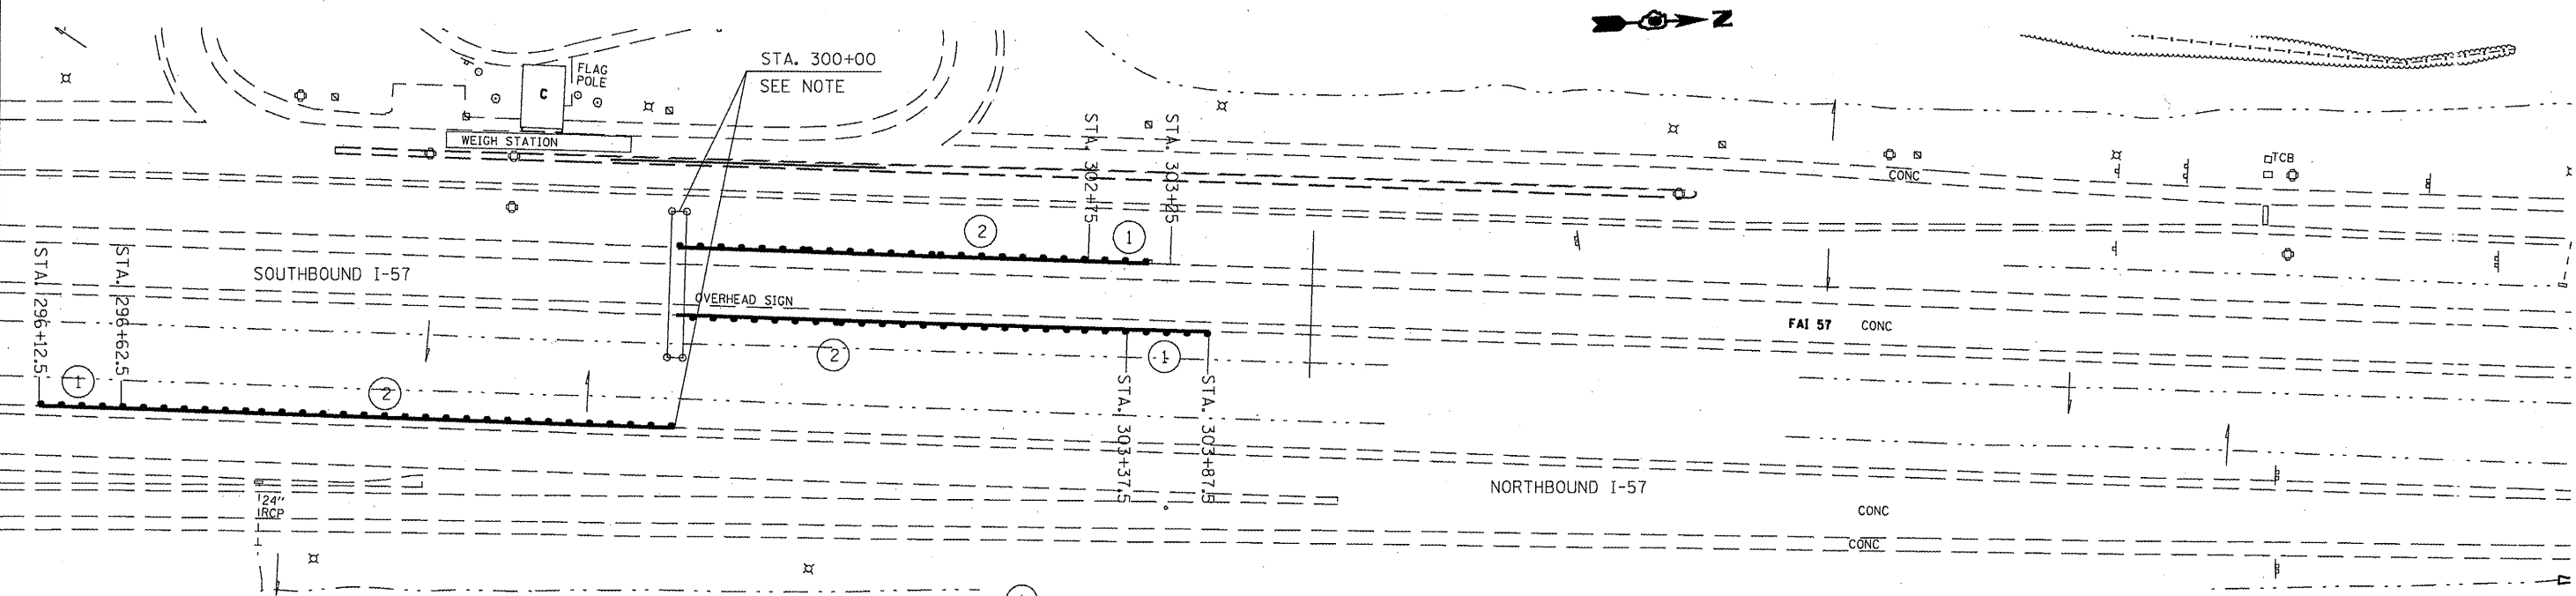 N
STA. 300+00
SEE NOTE
FLAG
POLE
C
WEIGH STATION
STA. 302+75
STA. 303+25
TCB
CONC
2
1
SOUTHBOUND I-57
STA. 296+12.5
STA. 296+62.5
OVERHEAD SIGN
FAI 57 CONC
2
1
1
2
STA. 303+37.5
STA. 303+87.5
24"
RCP
NORTHBOUND I-57
CONC
CONC